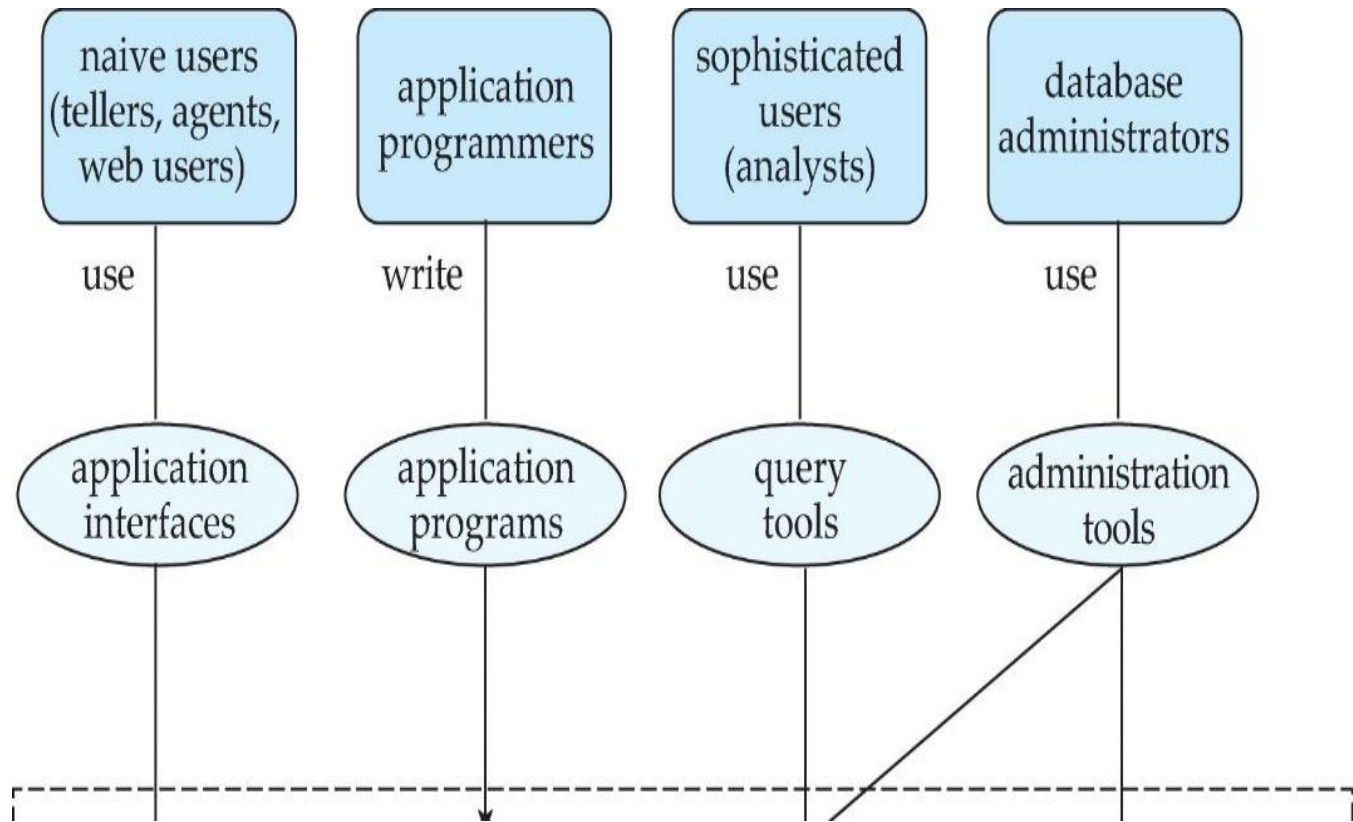 naive users
(tellers, agents,
web users)
application
programmers
sophisticated
users
(analysts)
database
administrators
use
write
use
use
application
interfaces
application
programs
query
tools
administration
tools